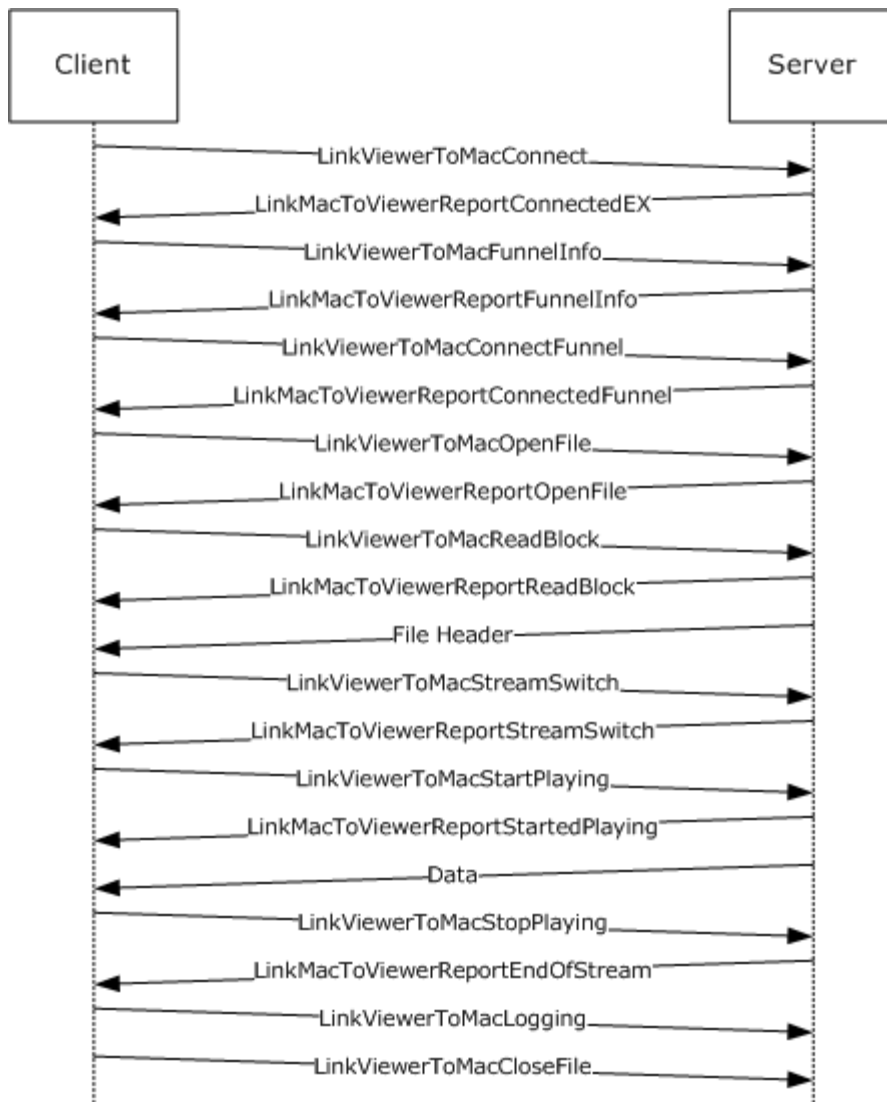 Client
Server
LinkViewerToMacConnect
LinkMacToViewerReportConnectedEX
LinkViewerToMacFunnelInfo
LinkMacToViewerReportFunnelInfo
LinkViewerToMacConnectFunnel
LinkMacToViewerReportConnectedFunnel
LinkViewerToMacOpenFile
LinkMacToViewerReportOpenFile
LinkViewerToMacReadBlock
LinkMacToViewerReportReadBlock
File Header
LinkViewerToMacStreamSwitch
LinkMacToViewerReportStreamSwitch
LinkViewerToMacStartPlaying
LinkMacToViewerReportStartedPlaying
Data
LinkViewerToMacStopPlaying
LinkMacToViewerReportEndOfStream
LinkViewerToMacLogging
LinkViewerToMacCloseFile